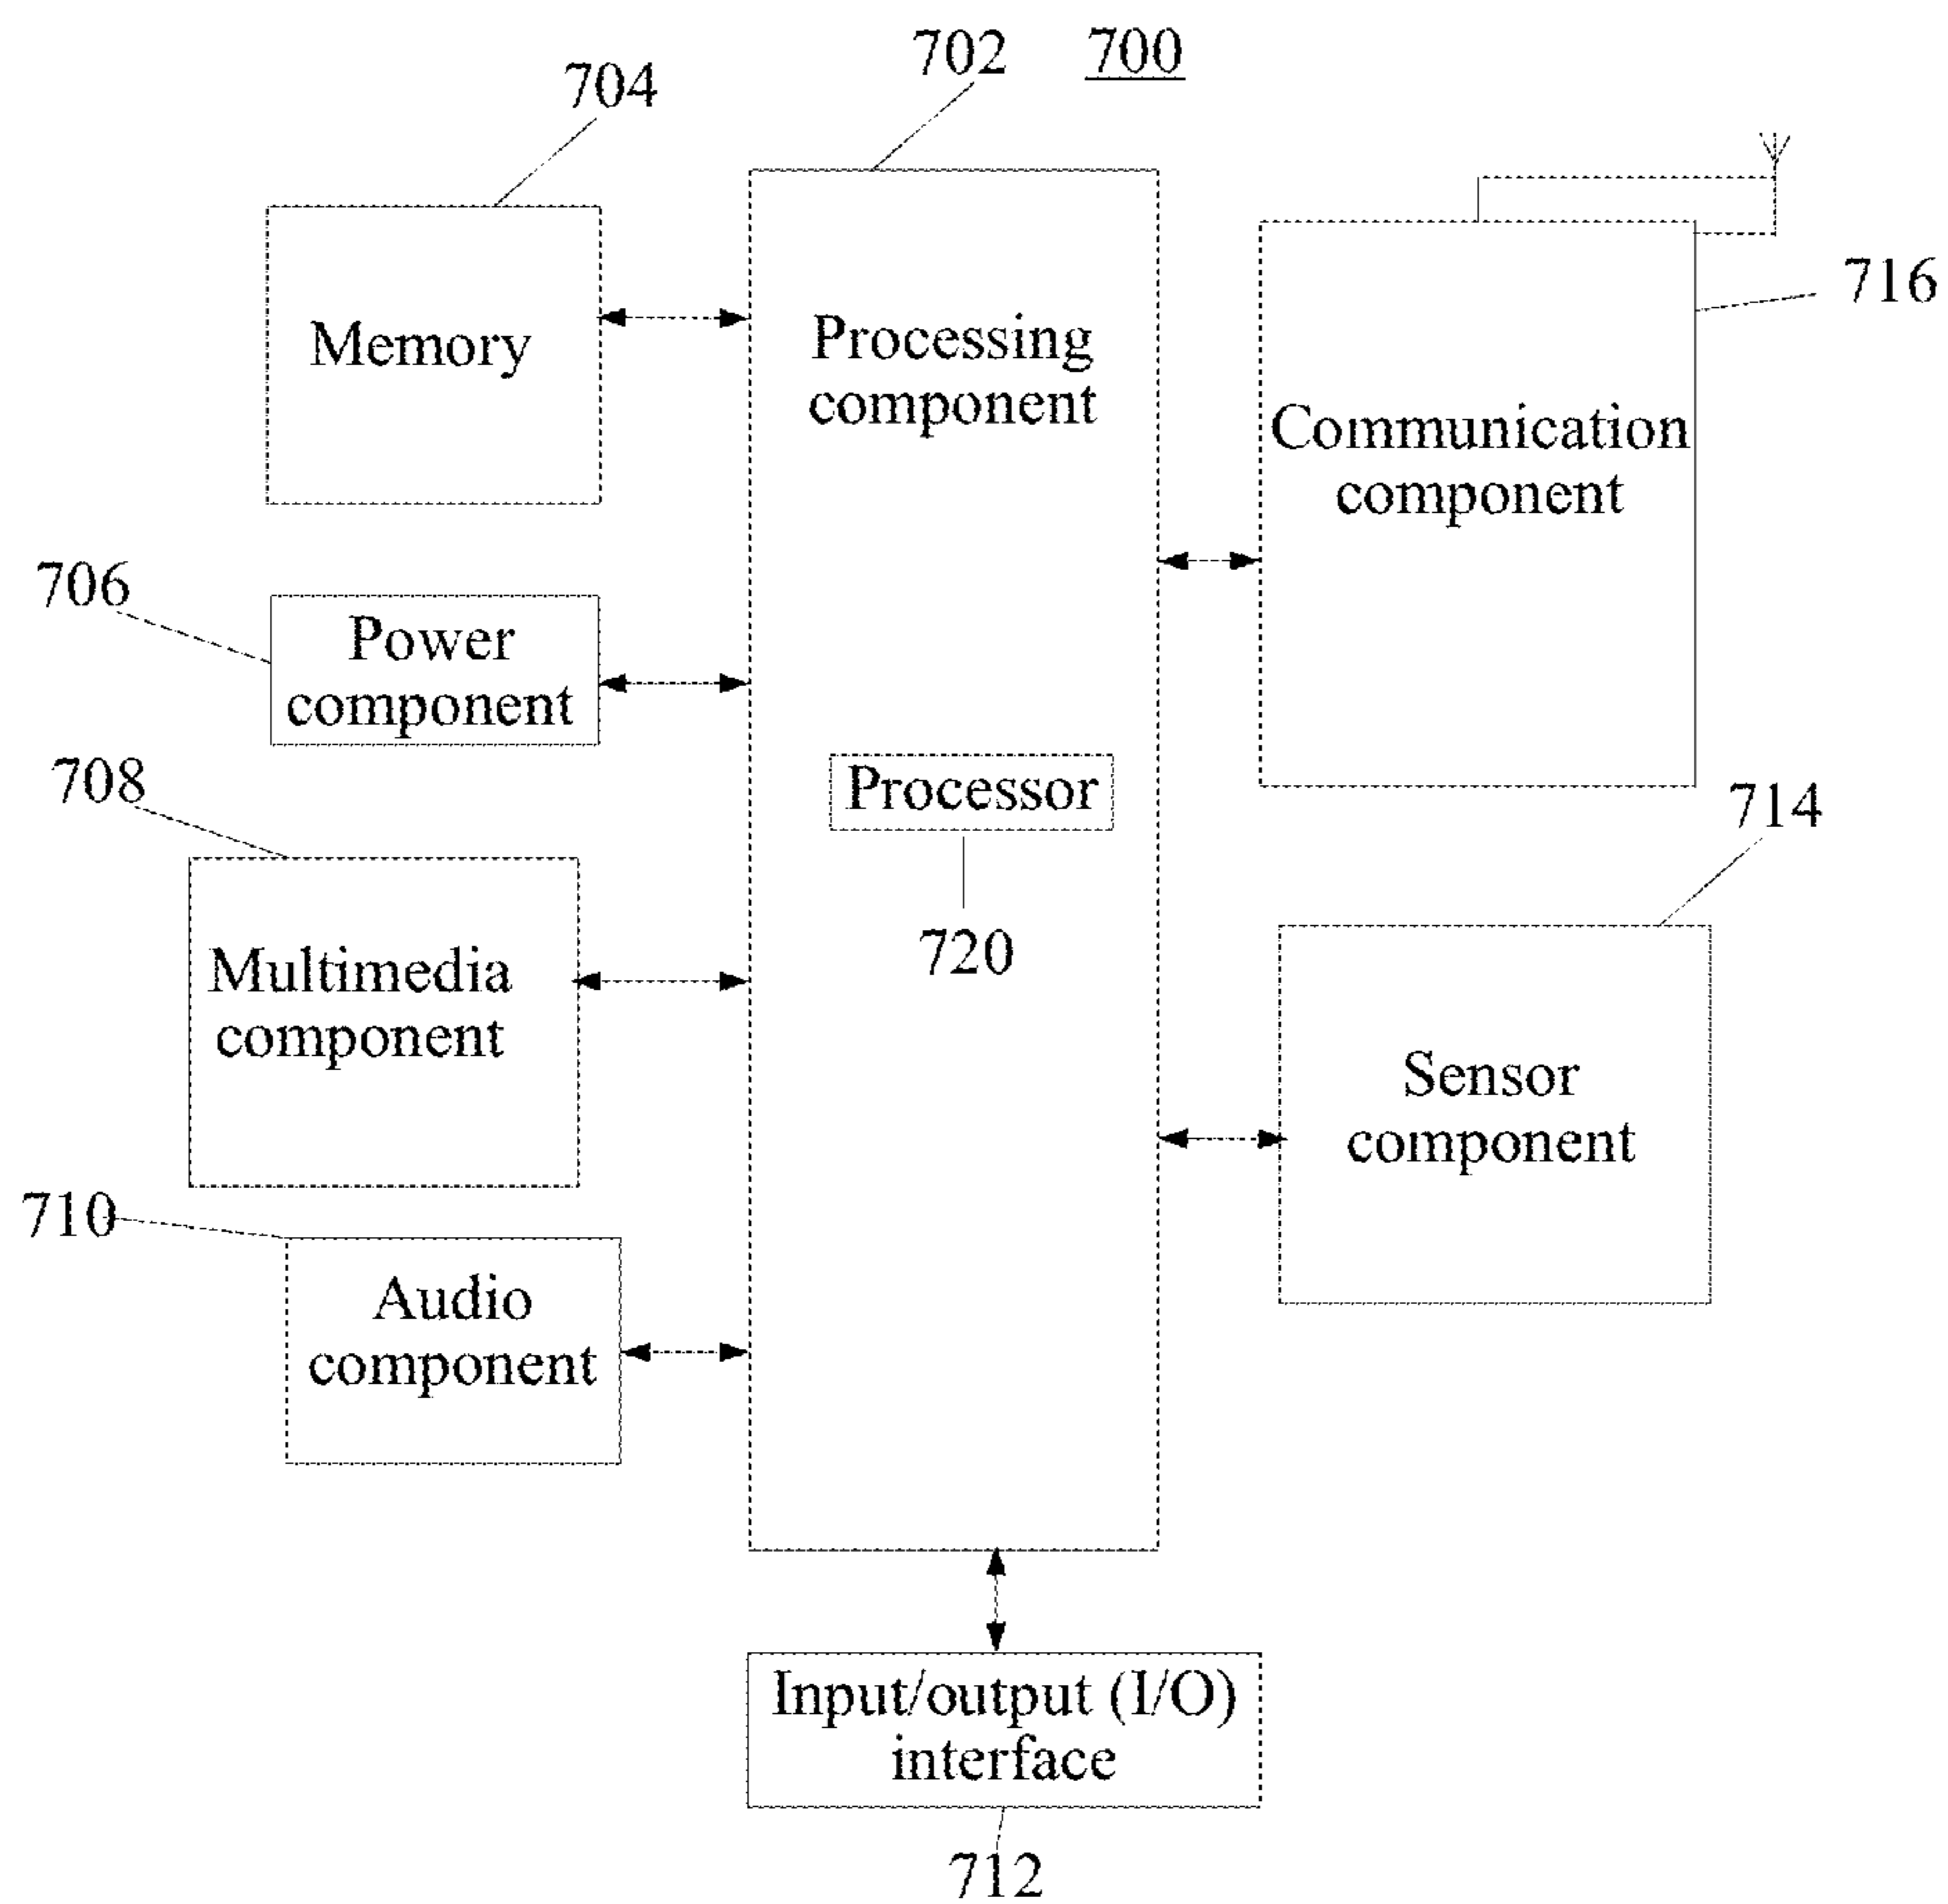 702
700
704
716
Memory
Processing
component
Communication
component
706
Power
component
708
Processor
714
720
Multimedia
component
Sensor
component
710
Audio
component
Input/output (I/O)
interface
712